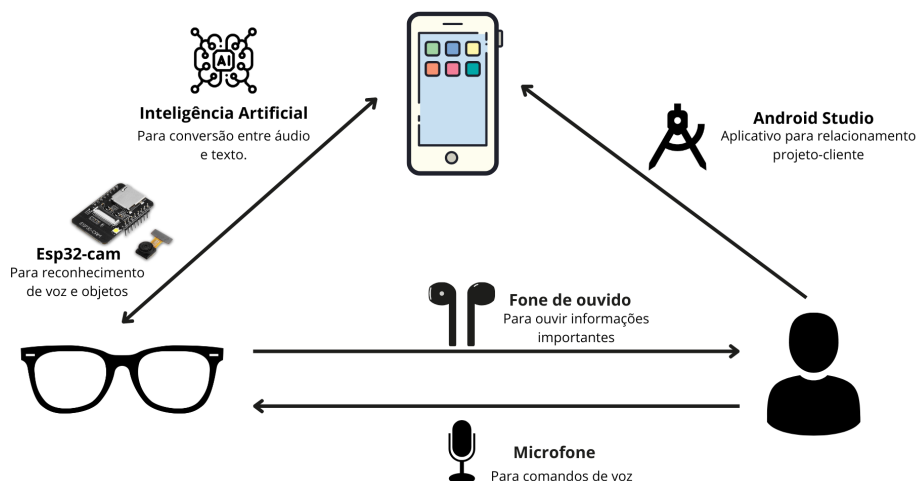 AI
Inteligência Artificial
Para conversão entre áudio
e texto.
Android Studio
Aplicativo para relacionamento
projeto-cliente
Esp32-cam
Para reconhecimento
de voz e objetos
Fone de ouvido
Para ouvir informações
importantes
Microfone
Para comandos de voz